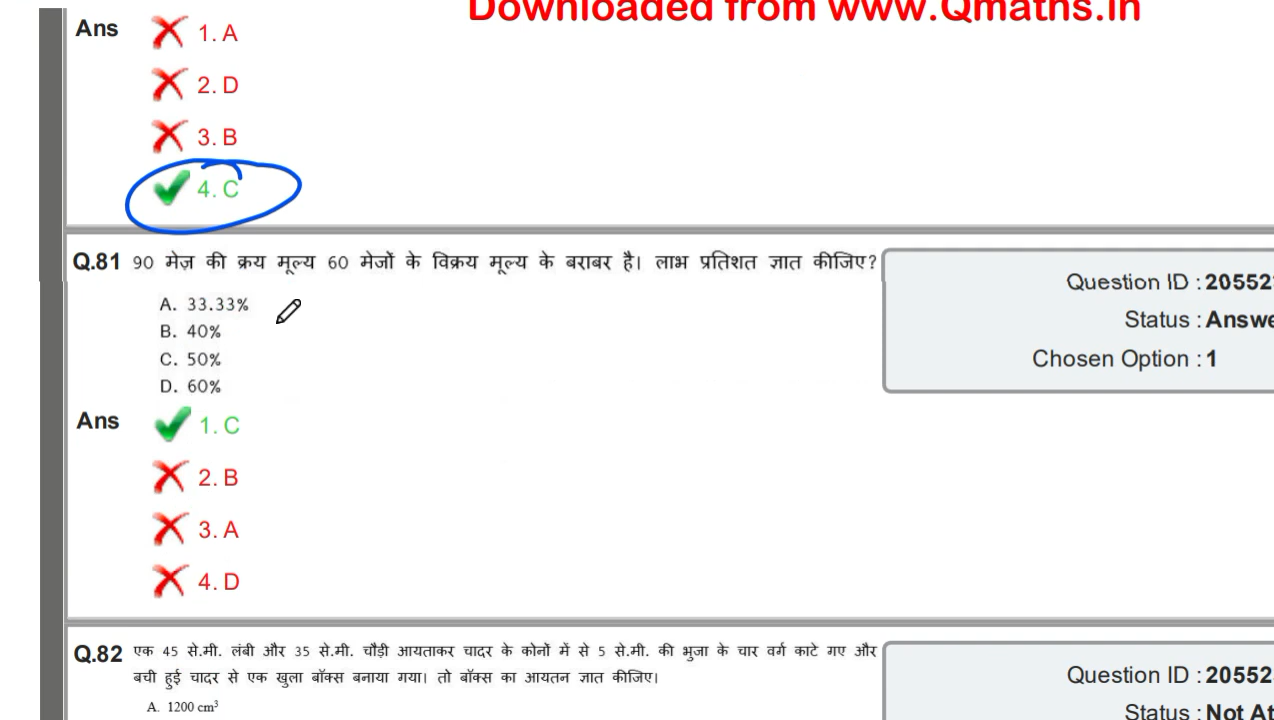 Downloaded from www.Qmaths.in
Ans
1. A
2. D
3. B
4. C
Q.81 90 मेज़ की क्रय मूल्य 60 मेजों के विक्रय मूल्य के बराबर है। लाभ प्रतिशत ज्ञात कीजिए?
A. 33.33%
B. 40%
C. 50%
D. 60%
Question ID : 20552
Status : Answe
Chosen Option : 1
Ans
1. C
2. B
3. A
4. D
Q.82 एक 45 से.मी. लंबी और 35 से.मी. चौड़ी आयताकर चादर के कोनों में से 5 से.मी. की भुजा के चार वर्ग काटे गए और
बची हुई चादर से एक खुला बॉक्स बनाया गया। तो बॉक्स का आयतन ज्ञात कीजिए।
A. 1200 cm³
Question ID : 20552
Status : Not At